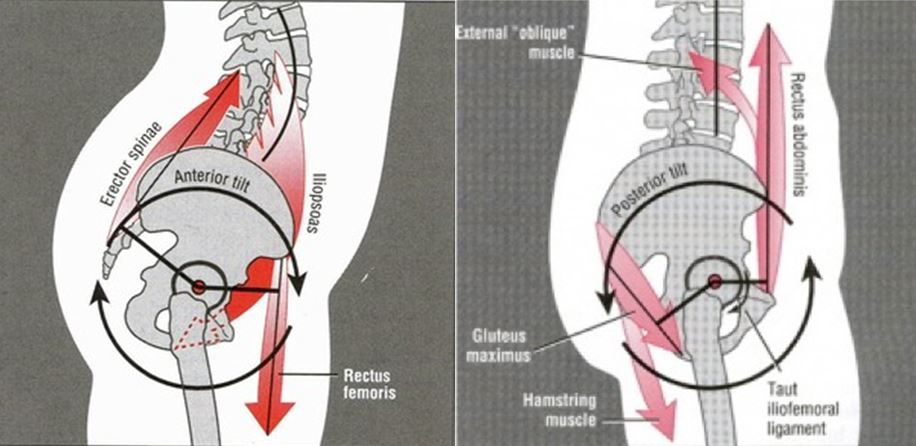 Erector spinae
Anterior tilt
Iliopsoas
Rectus
femoris
External "oblique"
muscle
Rectus abdominis
Posterior tilt
Gluteus
maximus
Hamstring
muscle
Taut
iliofemoral
ligament